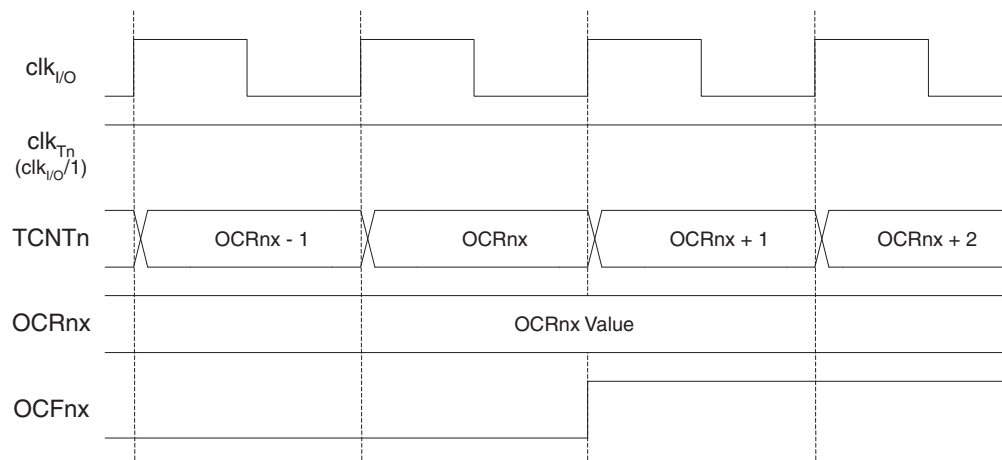 clkI/O
clkTn
(clkI/O/1)
TCNTn
OCRnx - 1
OCRnx
OCRnx + 1
OCRnx + 2
OCRnx
OCRnx Value
OCFnx